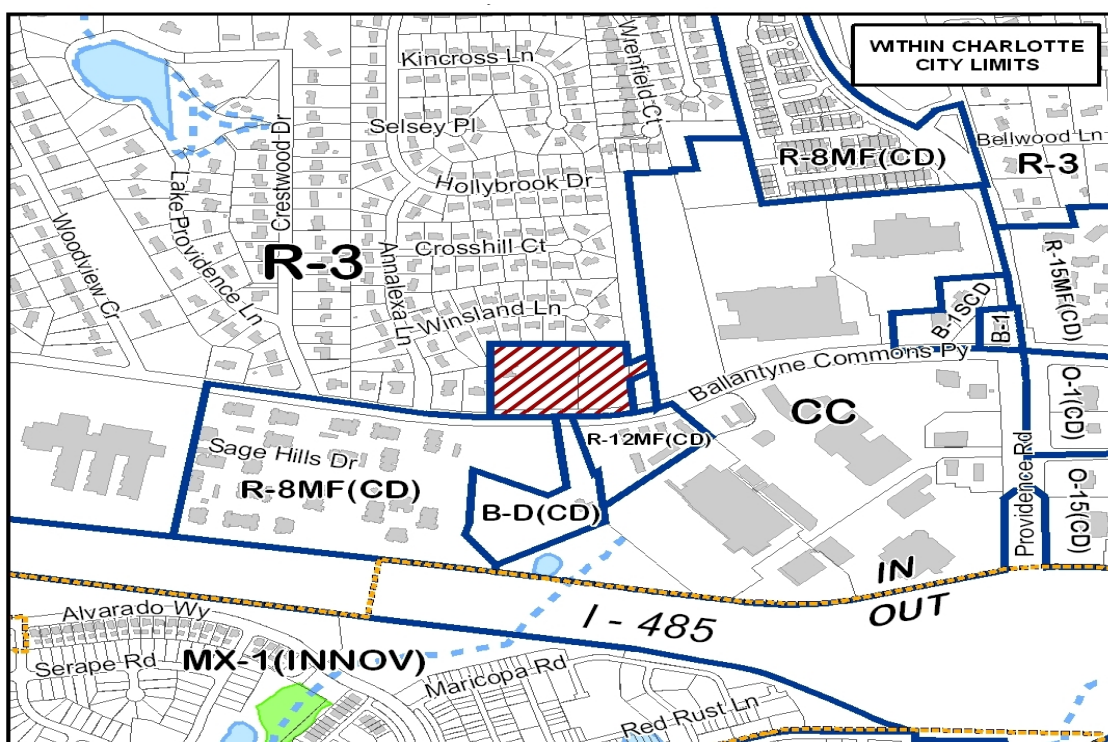 WITHIN CHARLOTTE
CITY LIMITS
Kincross Ln
Wrenfield Ct
Selsey Pl
Bellwood Ln
R-8MF(CD)
R-3
Hollybrook Dr
Crestwood Dr
Lake Providence Ln
Woodview Cr
R-3
Annalexa Ln
Crosshill Ct
R-15MF(CD)
Winsland Ln
B-1SCD
B-1
Ballantyne Commons Py
O-1(CD)
CC
R-12MF(CD)
Sage Hills Dr
R-8MF(CD)
B-D(CD)
Providence Rd
O-15(CD)
IN
OUT
I - 485
Alvarado Wy
Serape Rd
MX-1(INNOV)
Maricopa Rd
Red Rust Ln